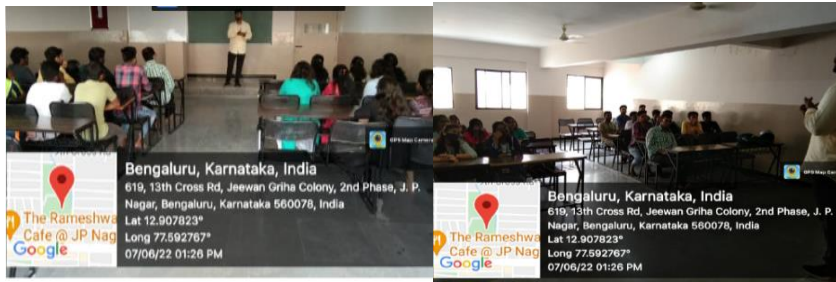 GPS Map Camera
Bengaluru, Karnataka, India
619, 13th Cross Rd, Jeewan Griha Colony, 2nd Phase, J. P.
Nagar, Bengaluru, Karnataka 560078, India
Lat 12.907823°
Long 77.592767°
07/06/22 01:26 PM
The Rameshwa
Cafe @ JP Nag
Google
GPS Map Cam
Bengaluru, Karnataka, India
619, 13th Cross Rd, Jeewan Griha Colony, 2nd Phase, J. P.
Nagar, Bengaluru, Karnataka 560078, India
Lat 12.907823°
Long 77.592767°
07/06/22 01:26 PM
The Rameshwa
Cafe @ JP Nag
Google